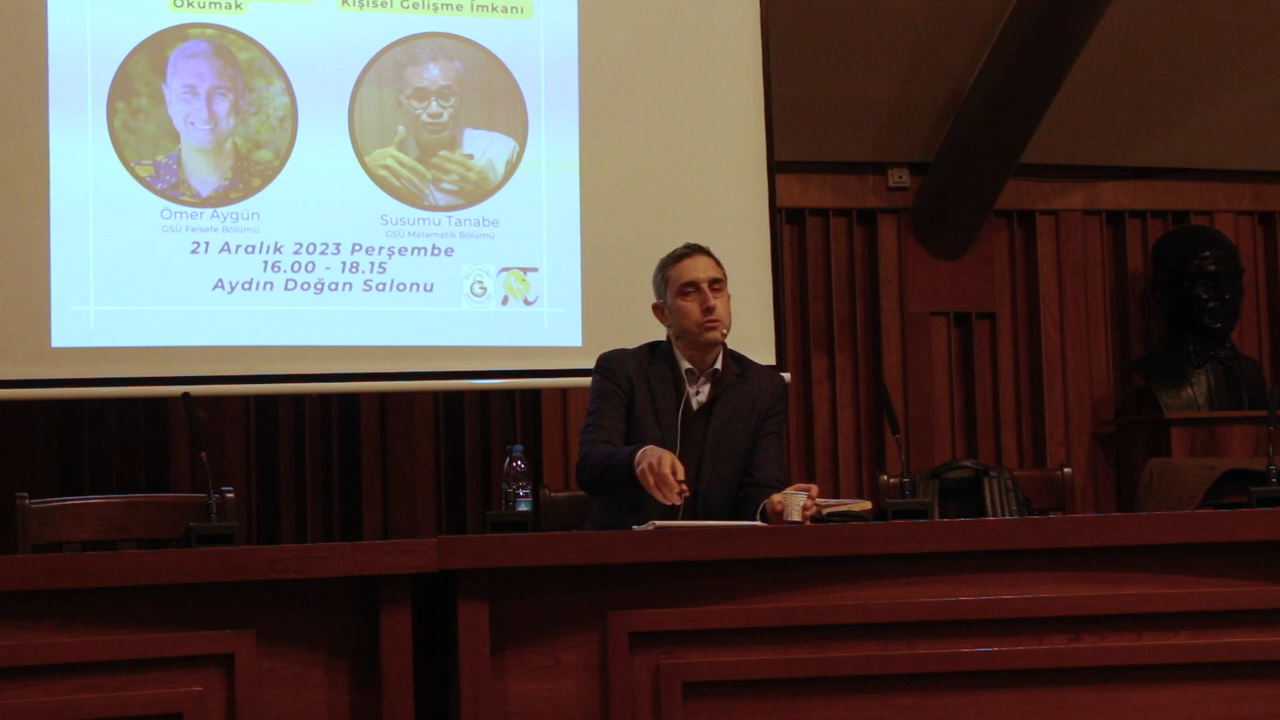 Okumak
Kişisel Gelişme İmkanı
Ömer Aygün
GSÜ Felsefe Bölümü
Susumu Tanabe
GSÜ Matematik Bölümü
21 Aralık 2023 Perşembe
16.00 - 18.15
Aydın Doğan Salonu